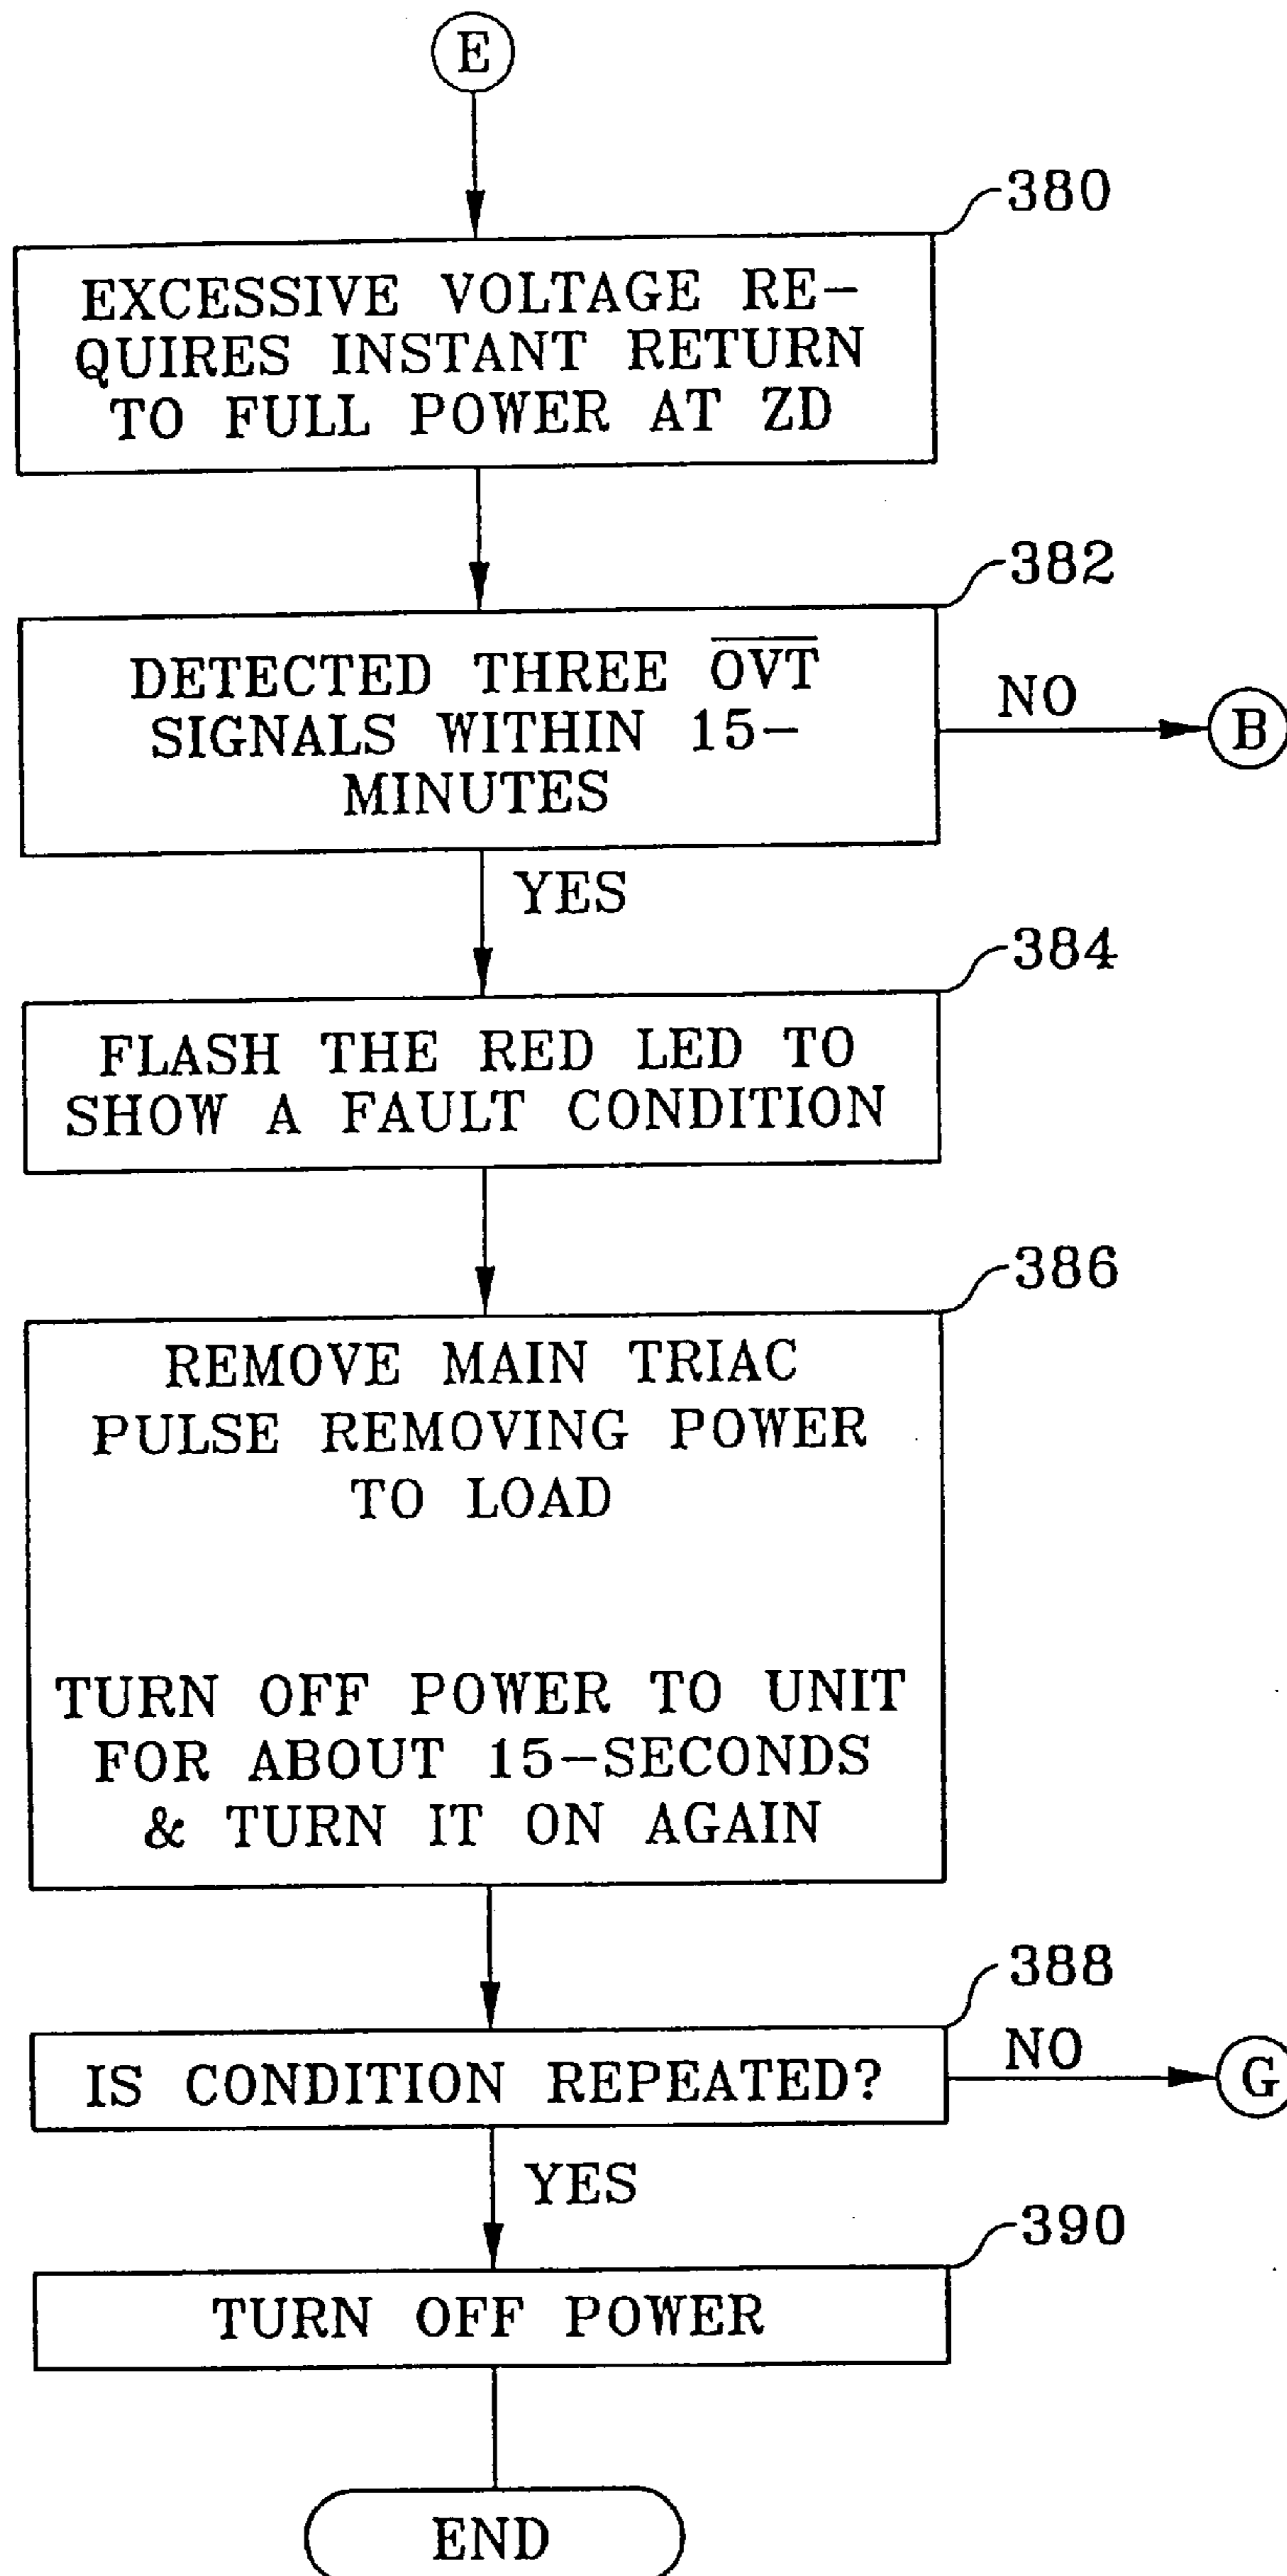 E
380
EXCESSIVE VOLTAGE RE-
QUIRES INSTANT RETURN
TO FULL POWER AT ZD
382
DETECTED THREE O̅V̅T̅
SIGNALS WITHIN 15-
MINUTES
NO
B
YES
384
FLASH THE RED LED TO
SHOW A FAULT CONDITION
386
REMOVE MAIN TRIAC
PULSE REMOVING POWER
TO LOAD
TURN OFF POWER TO UNIT
FOR ABOUT 15-SECONDS
& TURN IT ON AGAIN
388
IS CONDITION REPEATED?
NO
G
YES
390
TURN OFF POWER
END